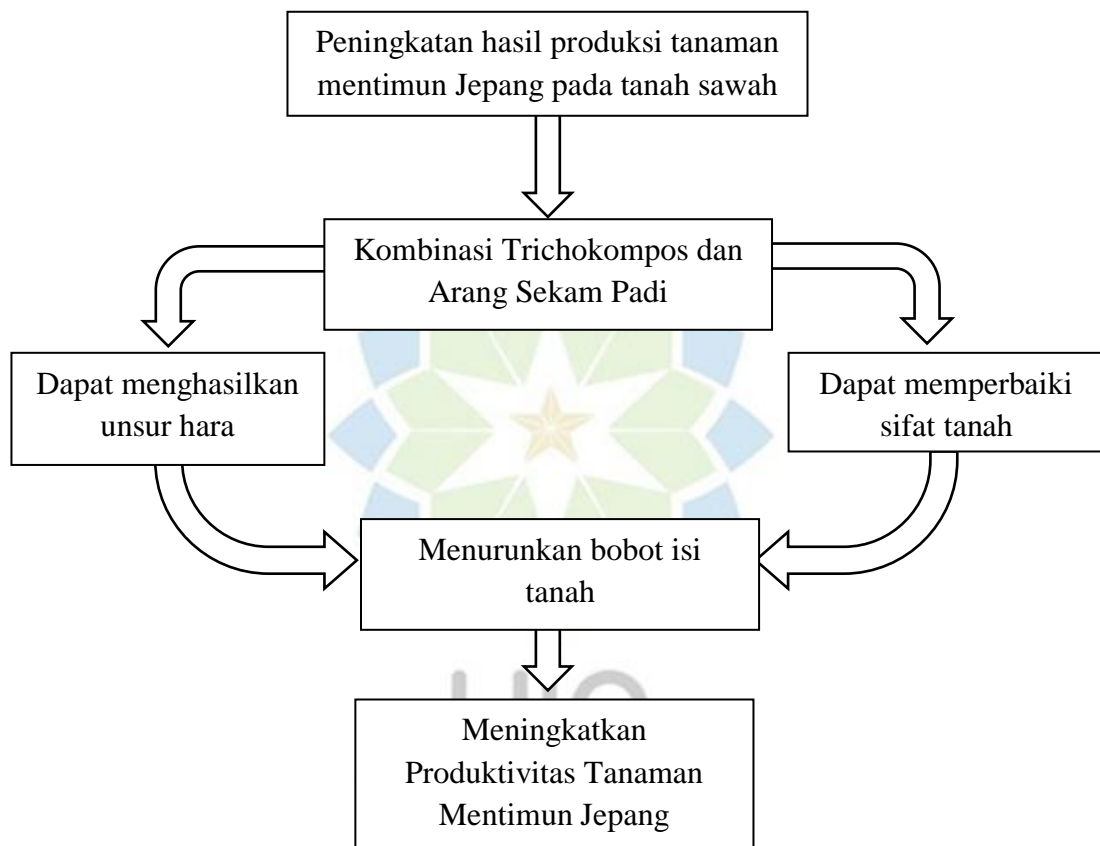 Peningkatan hasil produksi tanaman
mentimun Jepang pada tanah sawah
Kombinasi Trichokompos dan
Arang Sekam Padi
Dapat menghasilkan
unsur hara
Dapat memperbaiki
sifat tanah
Menurunkan bobot isi
tanah
Meningkatkan
Produktivitas Tanaman
Mentimun Jepang